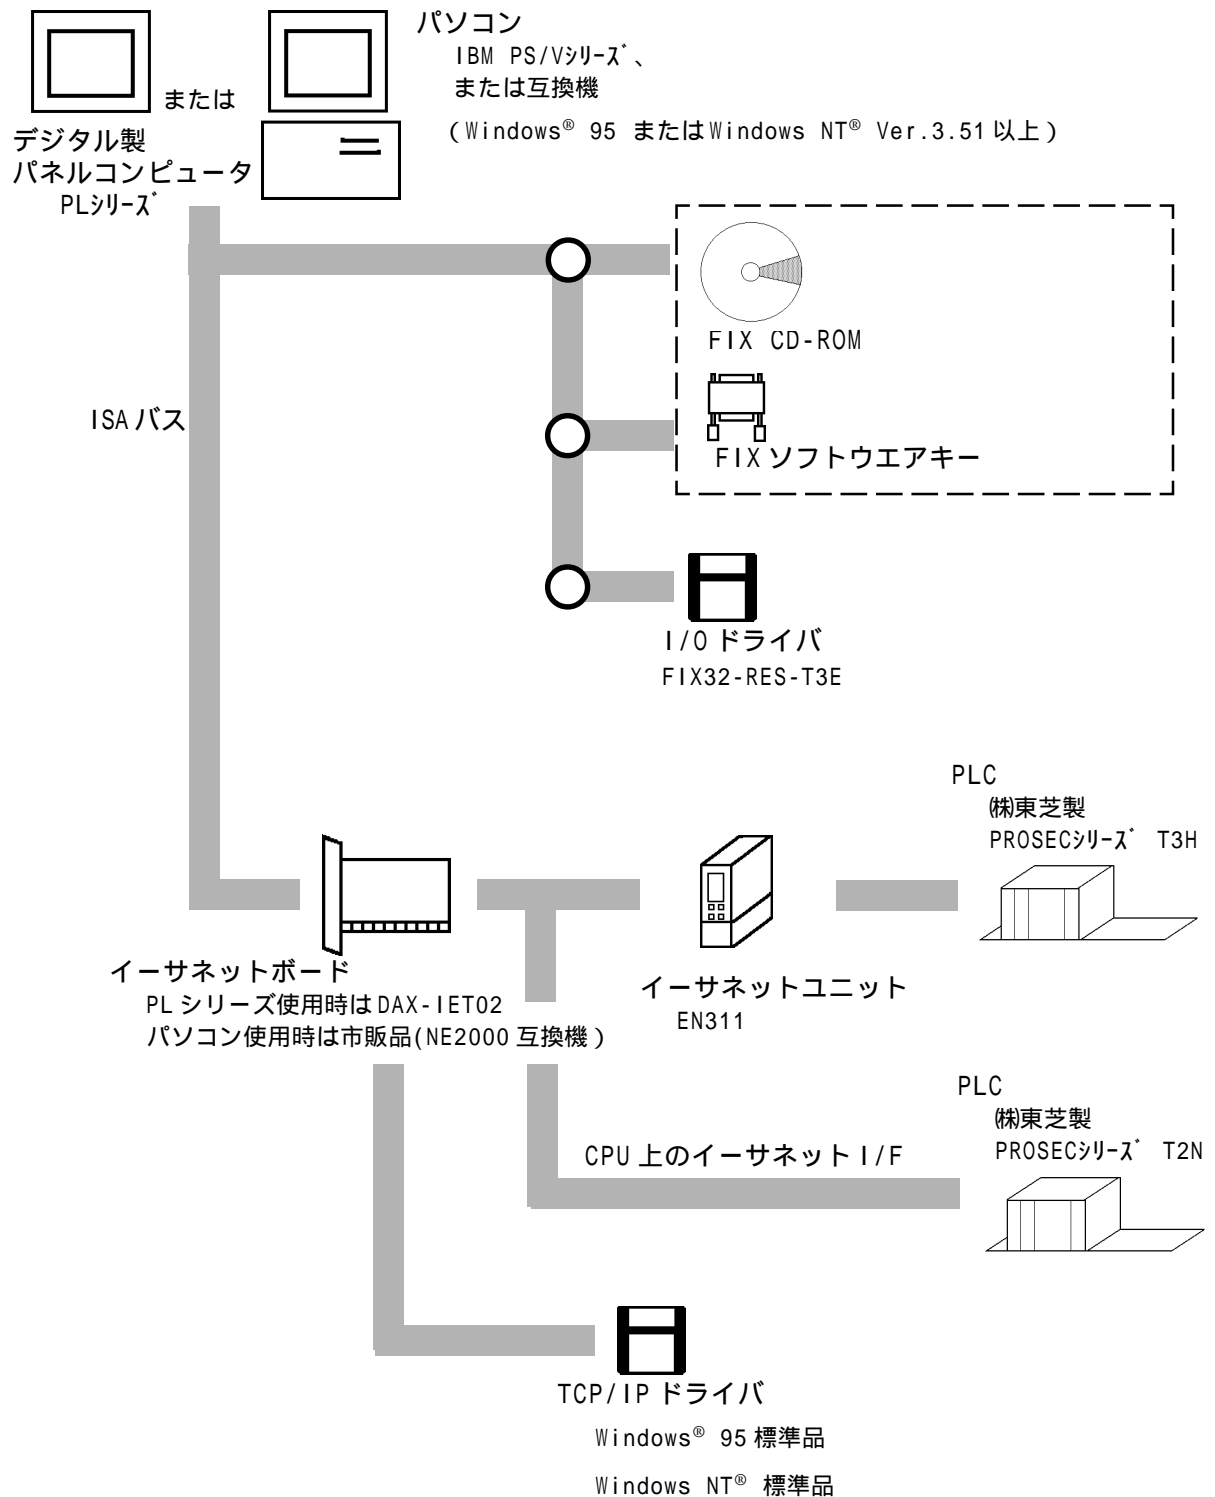 パソコン
IBM PS/Vｼﾘｰｽﾞ、
または互換機
または
(Windows® 95 またはWindows NT® Ver.3.51以上)
デジタル製
パネルコンピュータ
PLｼﾘｰｽﾞ
FIX CD-ROM
ISAバス
FIXソフトウエアキー
I/Oドライバ
FIX32-RES-T3E
PLC
㈱東芝製
PROSECｼﾘｰｽﾞ T3H
イーサネットボード
PLシリーズ使用時はDAX-IET02
パソコン使用時は市販品(NE2000互換機)
イーサネットユニット
EN311
PLC
㈱東芝製
PROSECｼﾘｰｽﾞ T2N
CPU上のイーサネットI/F
TCP/IPドライバ
Windows® 95標準品
Windows NT® 標準品